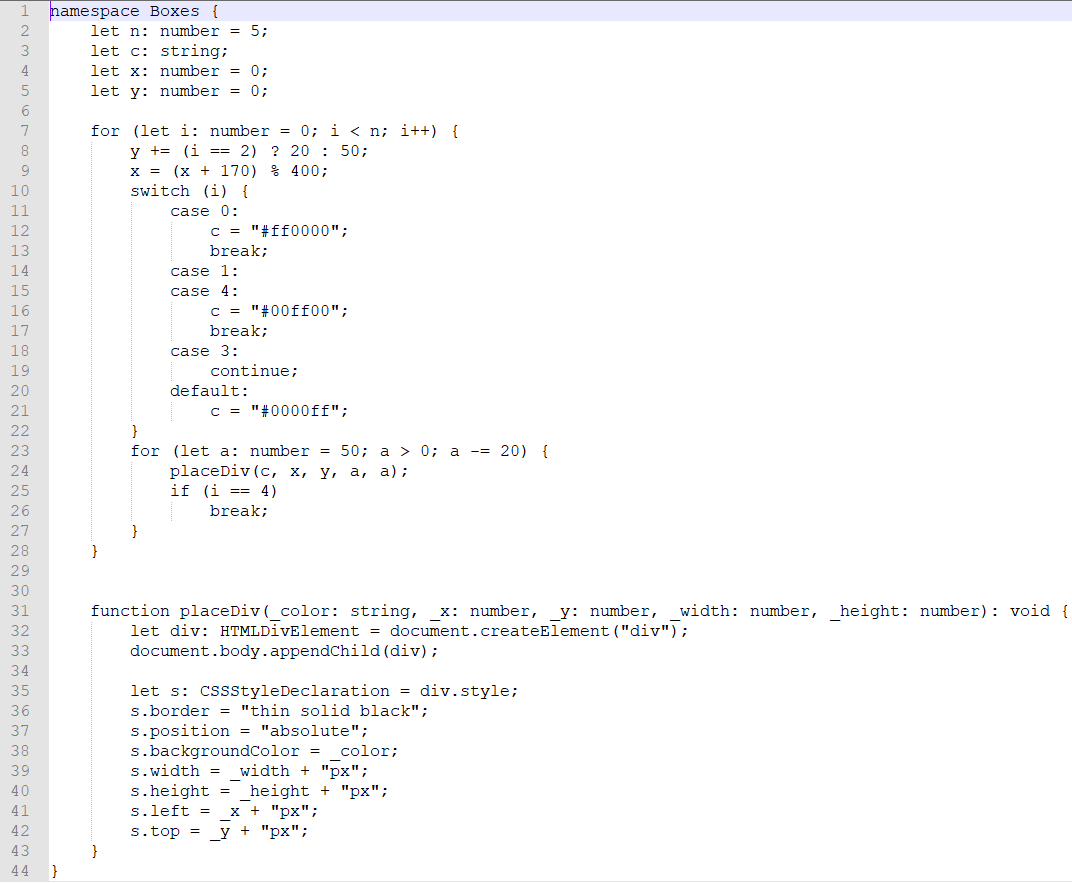 1 namespace Boxes {
2     let n: number = 5;
3     let c: string;
4     let x: number = 0;
5     let y: number = 0;
6
7     for (let i: number = 0; i < n; i++) {
8         y += (i == 2) ? 20 : 50;
9         x = (x + 170) % 400;
10         switch (i) {
11             case 0:
12                 c = "#ff0000";
13                 break;
14             case 1:
15             case 4:
16                 c = "#00ff00";
17                 break;
18             case 3:
19                 continue;
20             default:
21                 c = "#0000ff";
22         }
23         for (let a: number = 50; a > 0; a -= 20) {
24             placeDiv(c, x, y, a, a);
25             if (i == 4)
26                 break;
27         }
28     }
29
30
31     function placeDiv(_color: string, _x: number, _y: number, _width: number, _height: number): void {
32         let div: HTMLDivElement = document.createElement("div");
33         document.body.appendChild(div);
34
35         let s: CSSStyleDeclaration = div.style;
36         s.border = "thin solid black";
37         s.position = "absolute";
38         s.backgroundColor = _color;
39         s.width = _width + "px";
40         s.height = _height + "px";
41         s.left = _x + "px";
42         s.top = _y + "px";
43     }
44 }